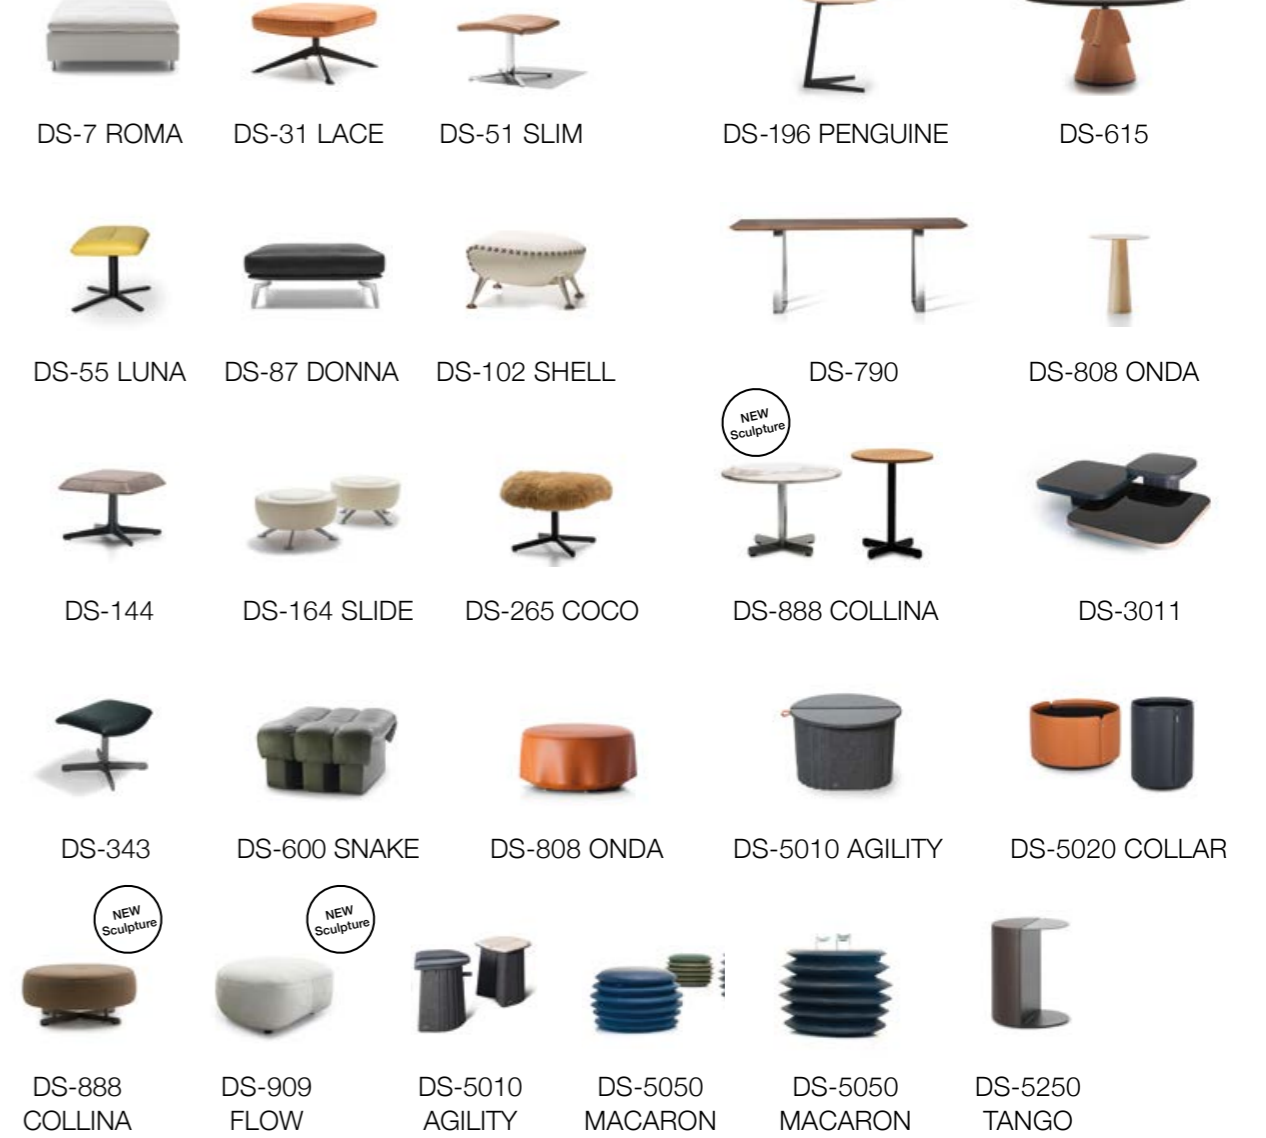 DS-7 ROMA
DS-31 LACE
DS-51 SLIM
DS-196 PENGUINE
DS-615
DS-55 LUNA
DS-87 DONNA
DS-102 SHELL
DS-790
DS-808 ONDA
NEW
Sculpture
DS-144
DS-164 SLIDE
DS-265 COCO
DS-888 COLLINA
DS-3011
DS-343
DS-600 SNAKE
DS-808 ONDA
DS-5010 AGILITY
DS-5020 COLLAR
NEW
Sculpture
NEW
Sculpture
DS-888
COLLINA
DS-909
FLOW
DS-5010
AGILITY
DS-5050
MACARON
DS-5050
MACARON
DS-5250
TANGO